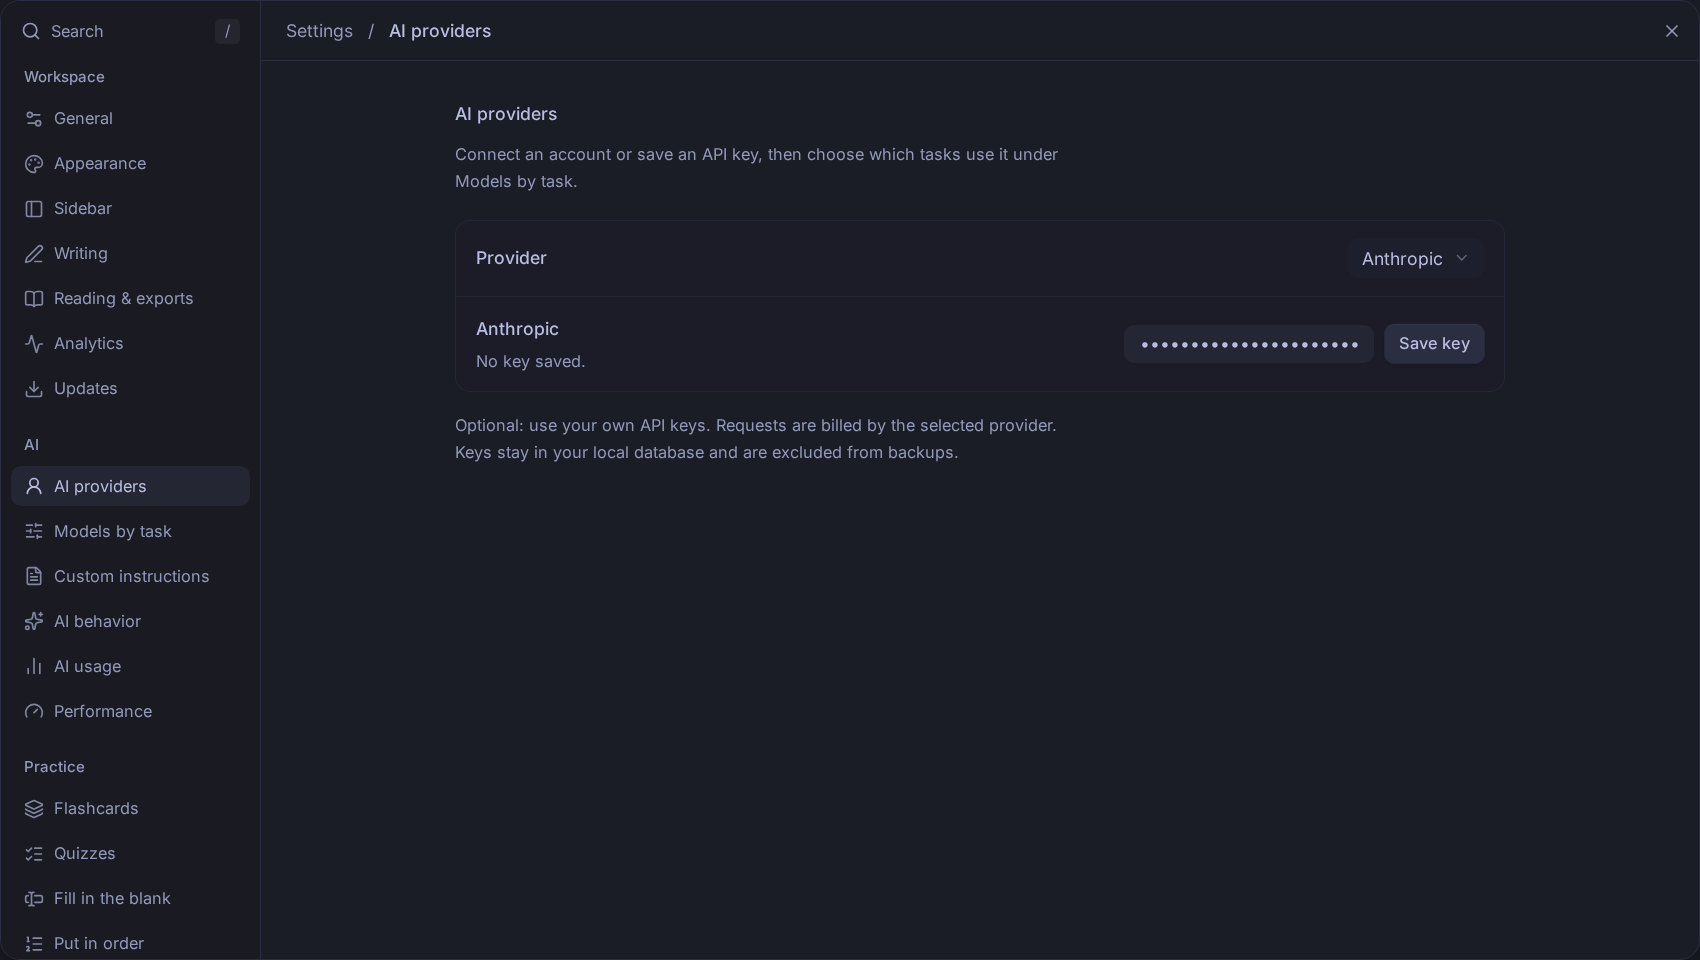 Search
/
Workspace
General
Appearance
Sidebar
Writing
Reading & exports
Analytics
Updates
AI
AI providers
Models by task
Custom instructions
AI behavior
AI usage
Performance
Practice
Flashcards
Quizzes
Fill in the blank
Put in order
Settings / AI providers
AI providers
Connect an account or save an API key, then choose which tasks use it under
Models by task.
Provider
Anthropic
Anthropic
No key saved.
••••••••••••••••••••••
Save key
Optional: use your own API keys. Requests are billed by the selected provider.
Keys stay in your local database and are excluded from backups.